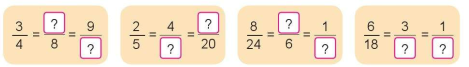 3/4 = ?/8 = 9/?
2/5 = 4/? = ?/20
8/24 = ?/6 = 1/?
6/18 = 3/? = 1/?